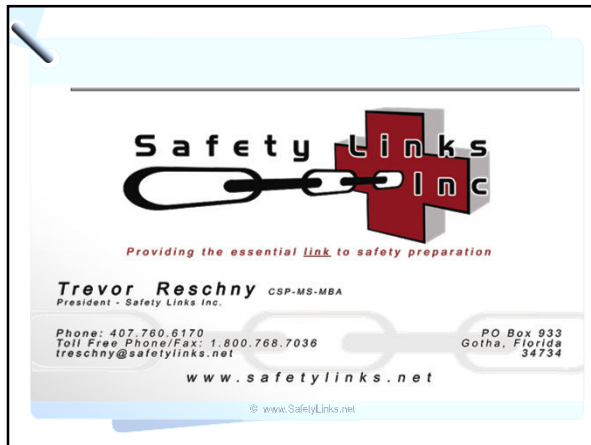 Safety Links
Inc
Providing the essential link to safety preparation
Trevor Reschny CSP-MS-MBA
President - Safety Links Inc.
Phone: 407.760.6170
Toll Free Phone/Fax: 1.800.768.7036
treschny@safetylinks.net
PO Box 933
Gotha, Florida
34734
www.safetylinks.net
© www.SafetyLinks.net